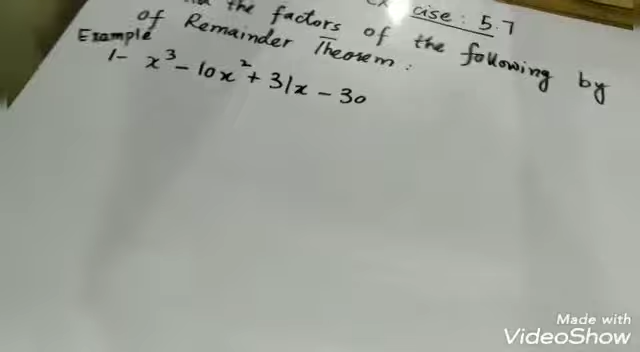 cise : 5.7
the factors of the following by
of Remainder Theorem :
Example
1- x³ - 10x² + 31x - 30
Made with
VideoShow